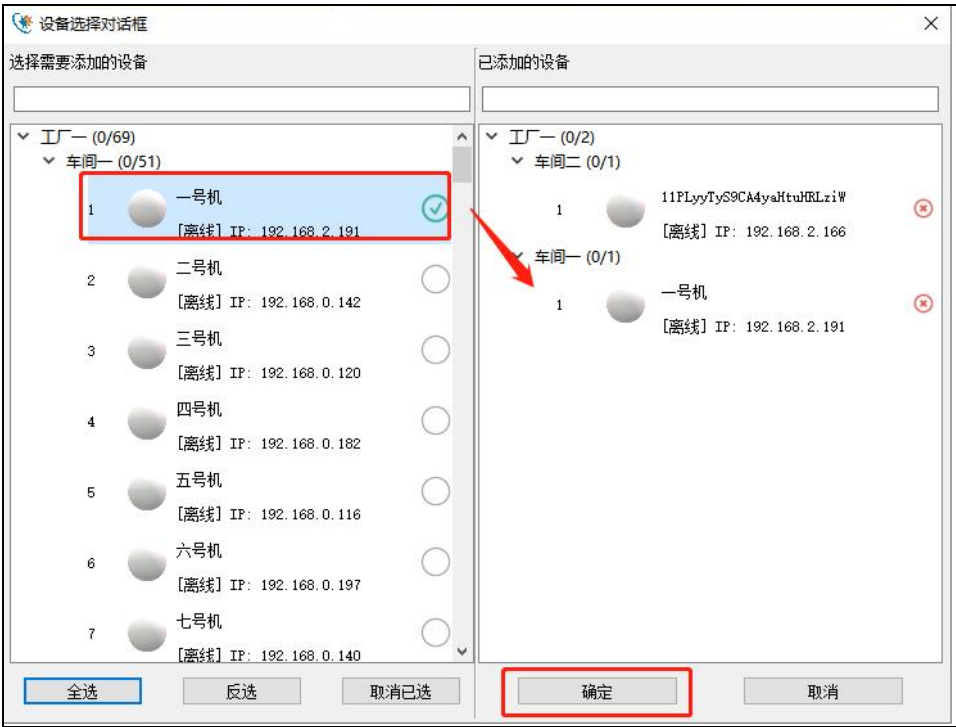 设备选择对话框
选择需要添加的设备
工厂一 (0/69)
车间一 (0/51)
1
一号机
[离线] IP: 192.168.2.191
2
二号机
[离线] IP: 192.168.0.142
3
三号机
[离线] IP: 192.168.0.120
4
四号机
[离线] IP: 192.168.0.182
5
五号机
[离线] IP: 192.168.0.116
6
六号机
[离线] IP: 192.168.0.197
7
七号机
[离线] IP: 192.168.0.140
全选
反选
取消已选
已添加的设备
工厂一 (0/2)
车间二 (0/1)
1
11PLyyTyS9CA4yaHtuHRLziW
[离线] IP: 192.168.2.166
车间一 (0/1)
1
一号机
[离线] IP: 192.168.2.191
确定
取消